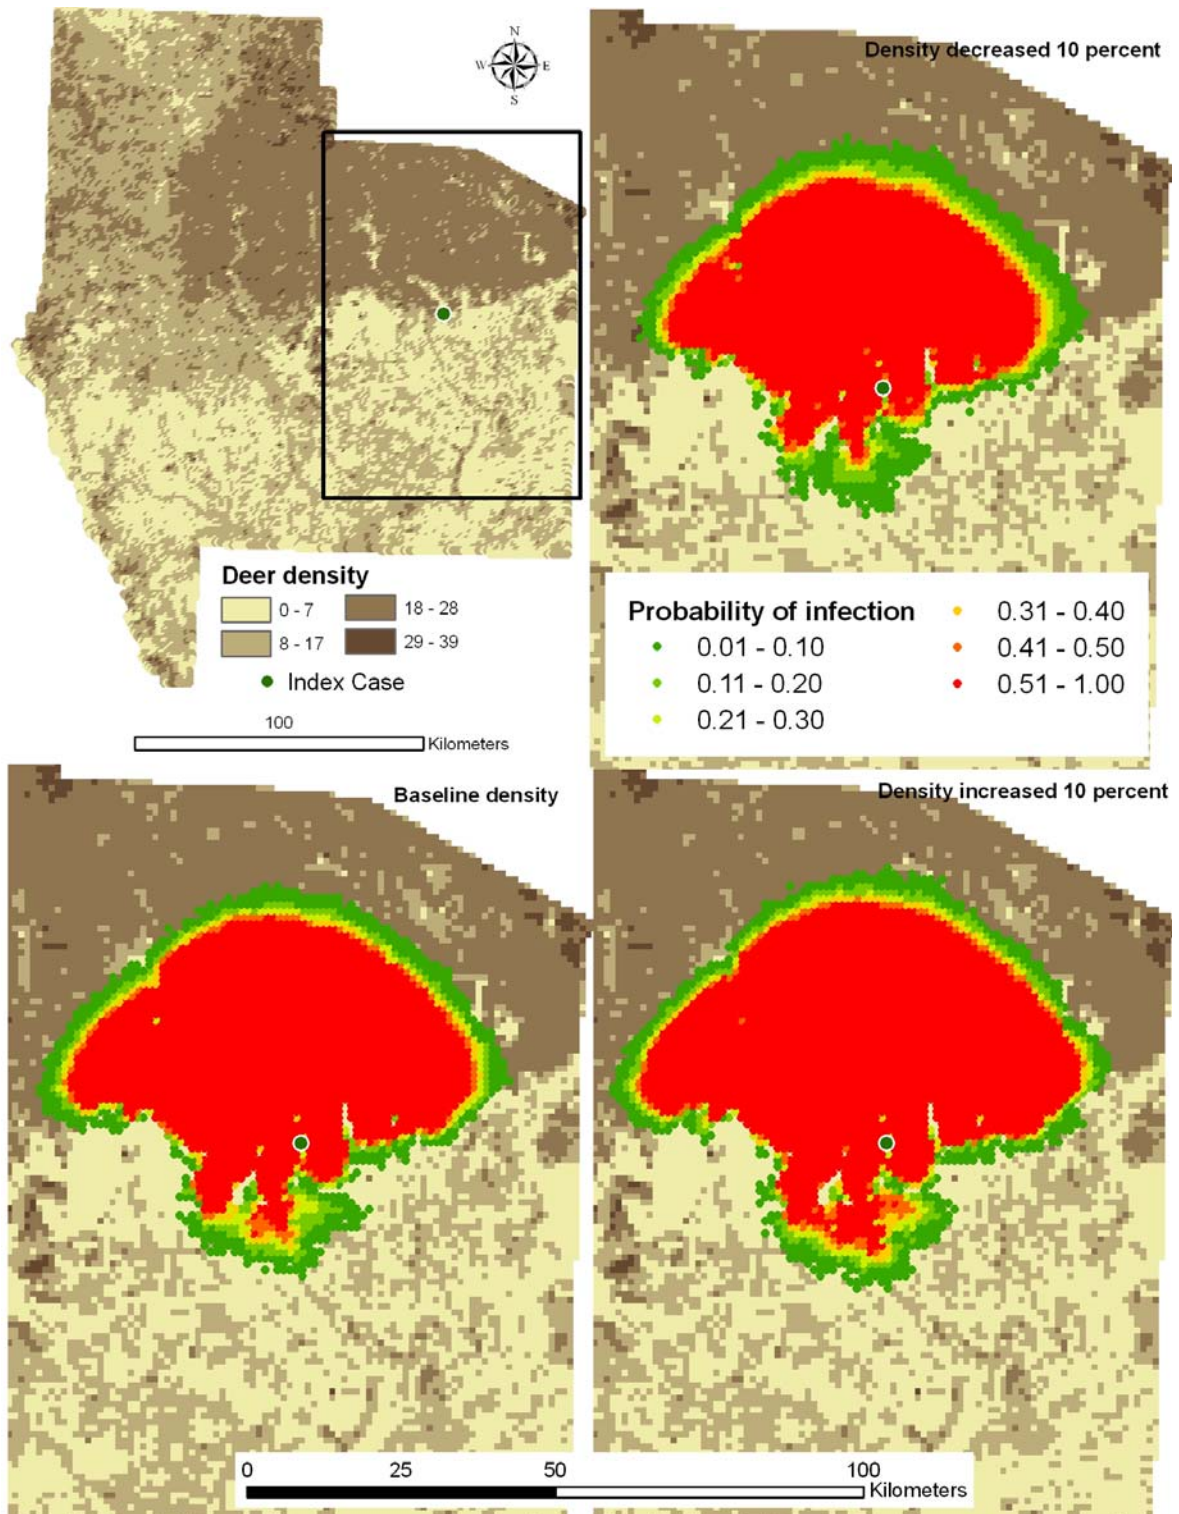 N
W E
S
Density decreased 10 percent
Deer density
0 - 7
18 - 28
8 - 17
29 - 39
Index Case
100
Kilometers
Probability of infection
0.01 - 0.10
0.11 - 0.20
0.21 - 0.30
0.31 - 0.40
0.41 - 0.50
0.51 - 1.00
Baseline density
Density increased 10 percent
0 25 50 100
Kilometers